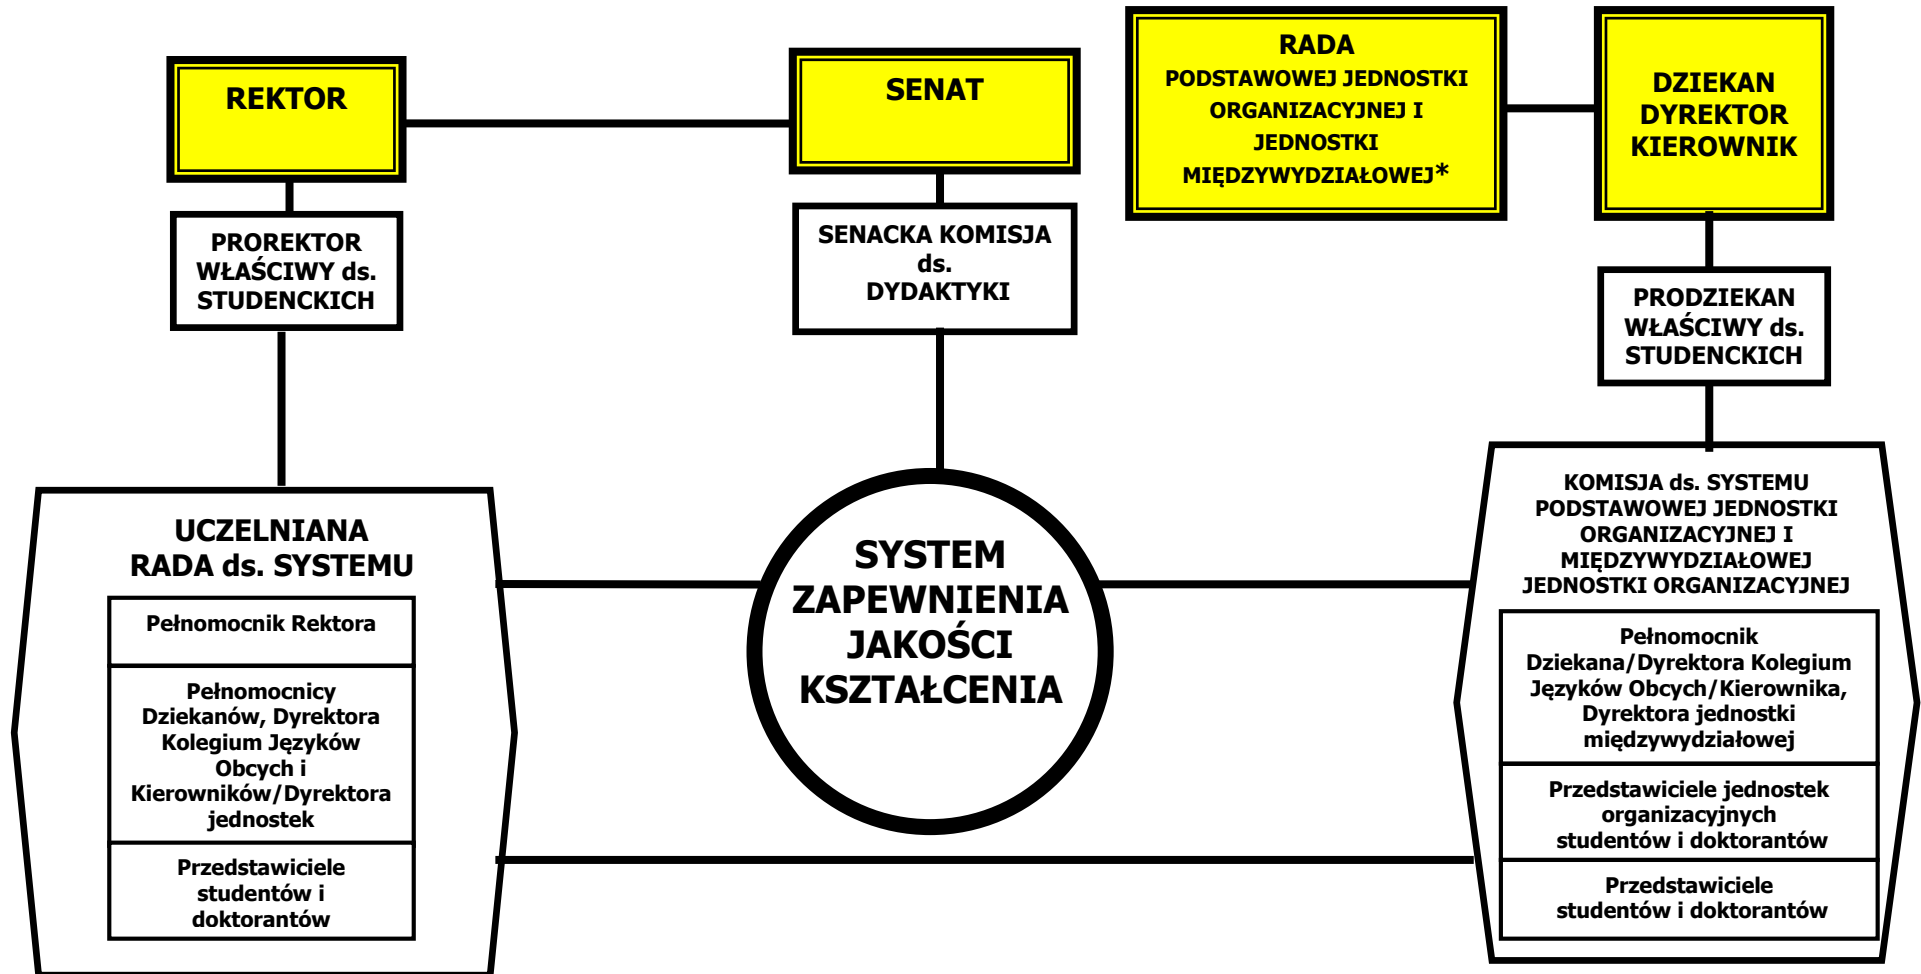 REKTOR
SENAT
RADA
PODSTAWOWEJ JEDNOSTKI
ORGANIZACYJNEJ I
JEDNOSTKI
MIĘDZYWYDZIAŁOWEJ*
DZIEKAN
DYREKTOR
KIEROWNIK
PROREKTOR
WŁAŚCIWY ds.
STUDENCKICH
SENACKA KOMISJA
ds.
DYDAKTYKI
PRODZIEKAN
WŁAŚCIWY ds.
STUDENCKICH
UCZELNIANA
RADA ds. SYSTEMU
Pełnomocnik Rektora
Pełnomocnicy
Dziekanów, Dyrektora
Kolegium Języków
Obcych i
Kierowników/Dyrektora
jednostek
Przedstawiciele
studentów i
doktorantów
SYSTEM
ZAPEWNIENIA
JAKOŚCI
KSZTAŁCENIA
KOMISJA ds. SYSTEMU
PODSTAWOWEJ JEDNOSTKI
ORGANIZACYJNEJ I
MIĘDZYWYDZIAŁOWEJ
JEDNOSTKI ORGANIZACYJNEJ
Pełnomocnik
Dziekana/Dyrektora Kolegium
Języków Obcych/Kierownika,
Dyrektora jednostki
międzywydziałowej
Przedstawiciele jednostek
organizacyjnych
studentów i doktorantów
Przedstawiciele
studentów i doktorantów